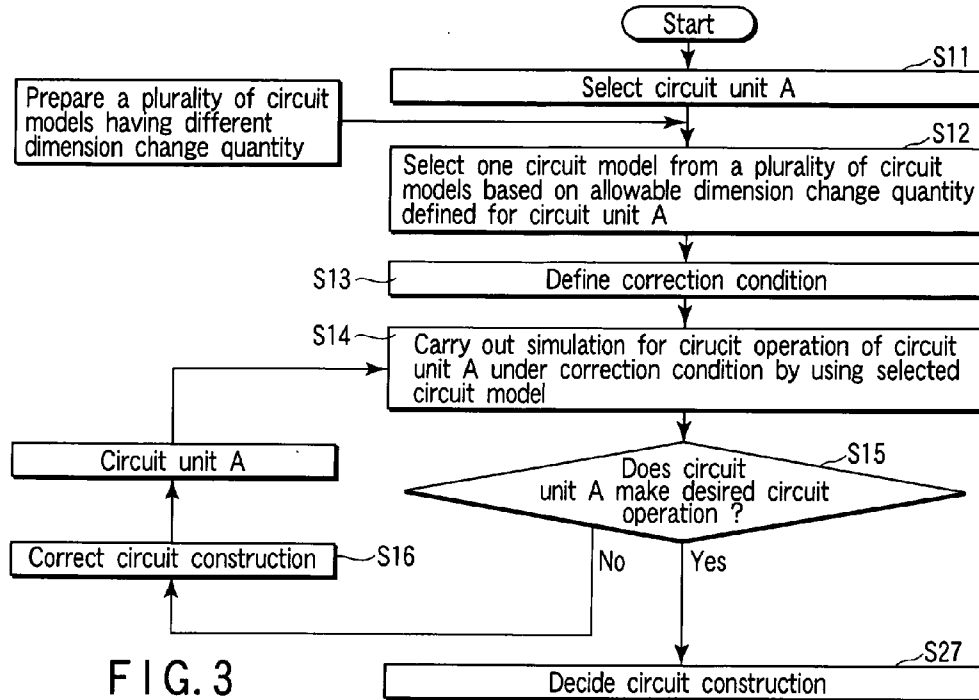 Start
S11
Select circuit unit A
Prepare a plurality of circuit
models having different
dimension change quantity
S12
Select one circuit model from a plurality of circuit
models based on allowable dimension change quantity
defined for circuit unit A
S13
Define correction condition
S14
Carry out simulation for cirucit operation of circuit
unit A under correction condition by using selected
circuit model
Circuit unit A
S15
Does circuit
unit A make desired circuit
operation ?
Correct circuit construction
S16
No
Yes
S27
Decide circuit construction
FIG. 3